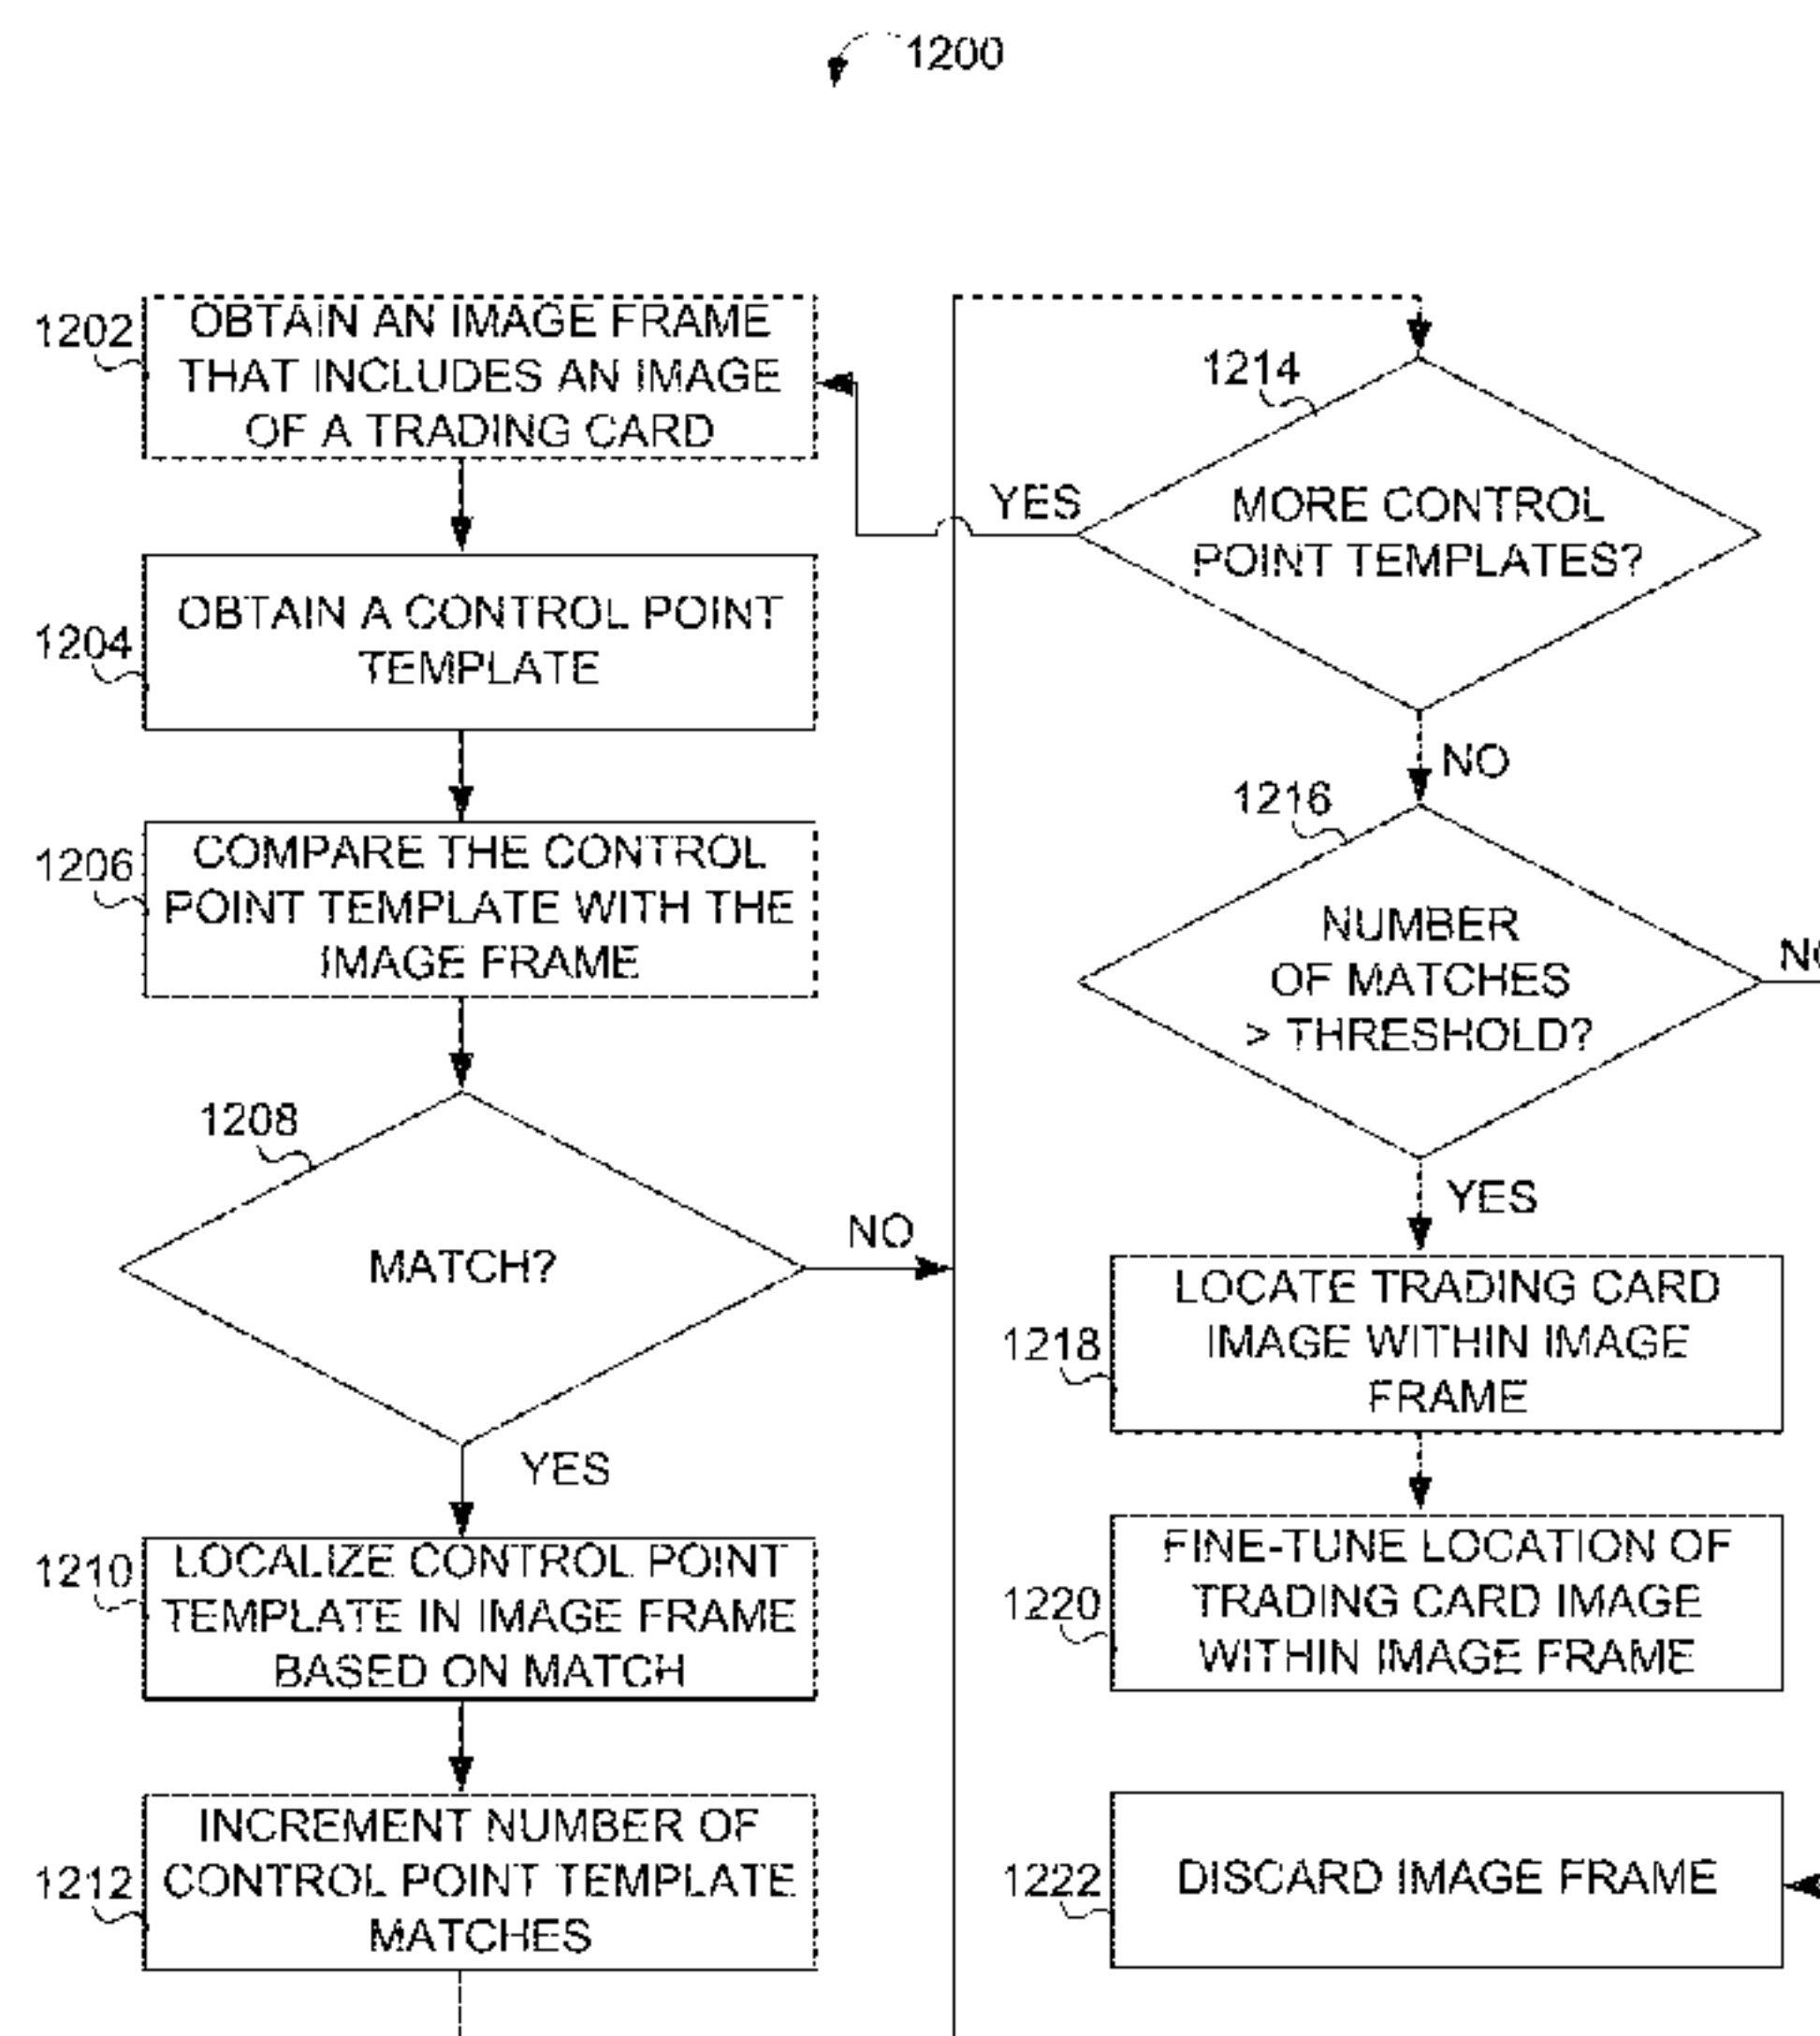 1200
1202
OBTAIN AN IMAGE FRAME
THAT INCLUDES AN IMAGE
OF A TRADING CARD
1204
OBTAIN A CONTROL POINT
TEMPLATE
1206
COMPARE THE CONTROL
POINT TEMPLATE WITH THE
IMAGE FRAME
1208
MATCH?
NO
YES
1210
LOCALIZE CONTROL POINT
TEMPLATE IN IMAGE FRAME
BASED ON MATCH
1212
INCREMENT NUMBER OF
CONTROL POINT TEMPLATE
MATCHES
1214
MORE CONTROL
POINT TEMPLATES?
YES
NO
1216
NUMBER
OF MATCHES
> THRESHOLD?
YES
1218
LOCATE TRADING CARD
IMAGE WITHIN IMAGE
FRAME
1220
FINE-TUNE LOCATION OF
TRADING CARD IMAGE
WITHIN IMAGE FRAME
1222
DISCARD IMAGE FRAME